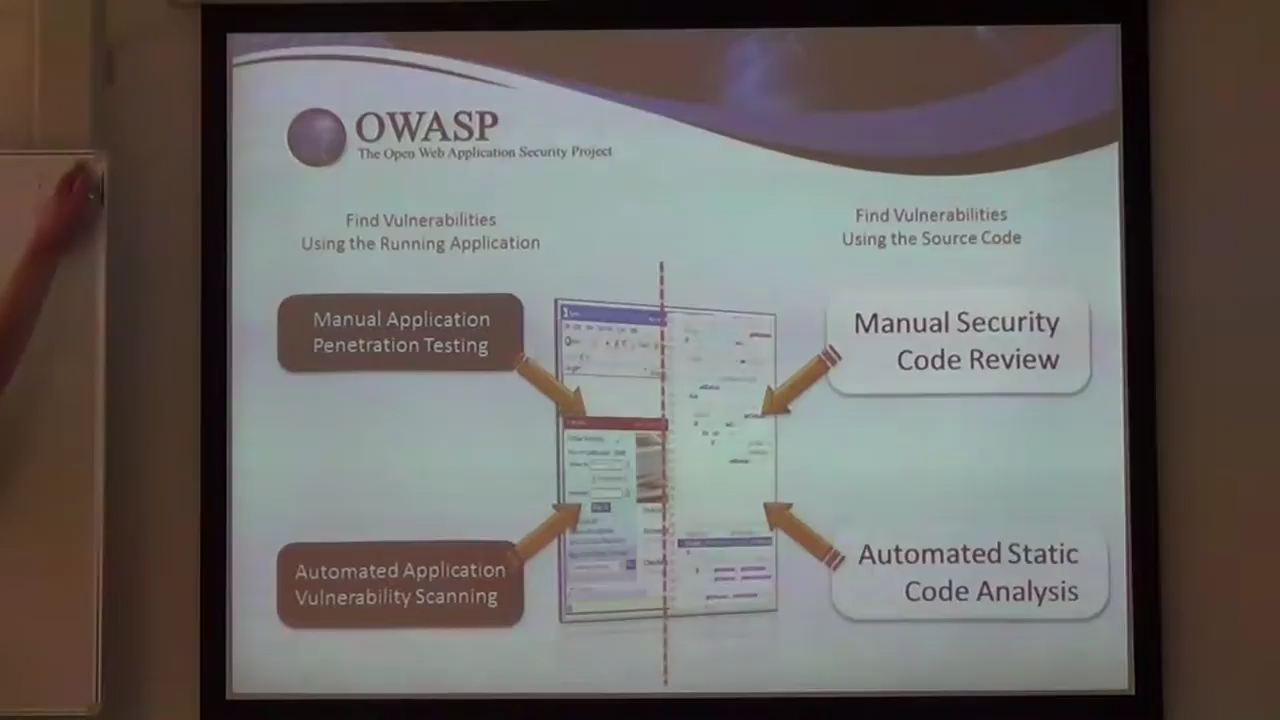 OWASP
The Open Web Application Security Project
Find Vulnerabilities
Using the Running Application
Find Vulnerabilities
Using the Source Code
Manual Application
Penetration Testing
Manual Security
Code Review
Automated Application
Vulnerability Scanning
Automated Static
Code Analysis